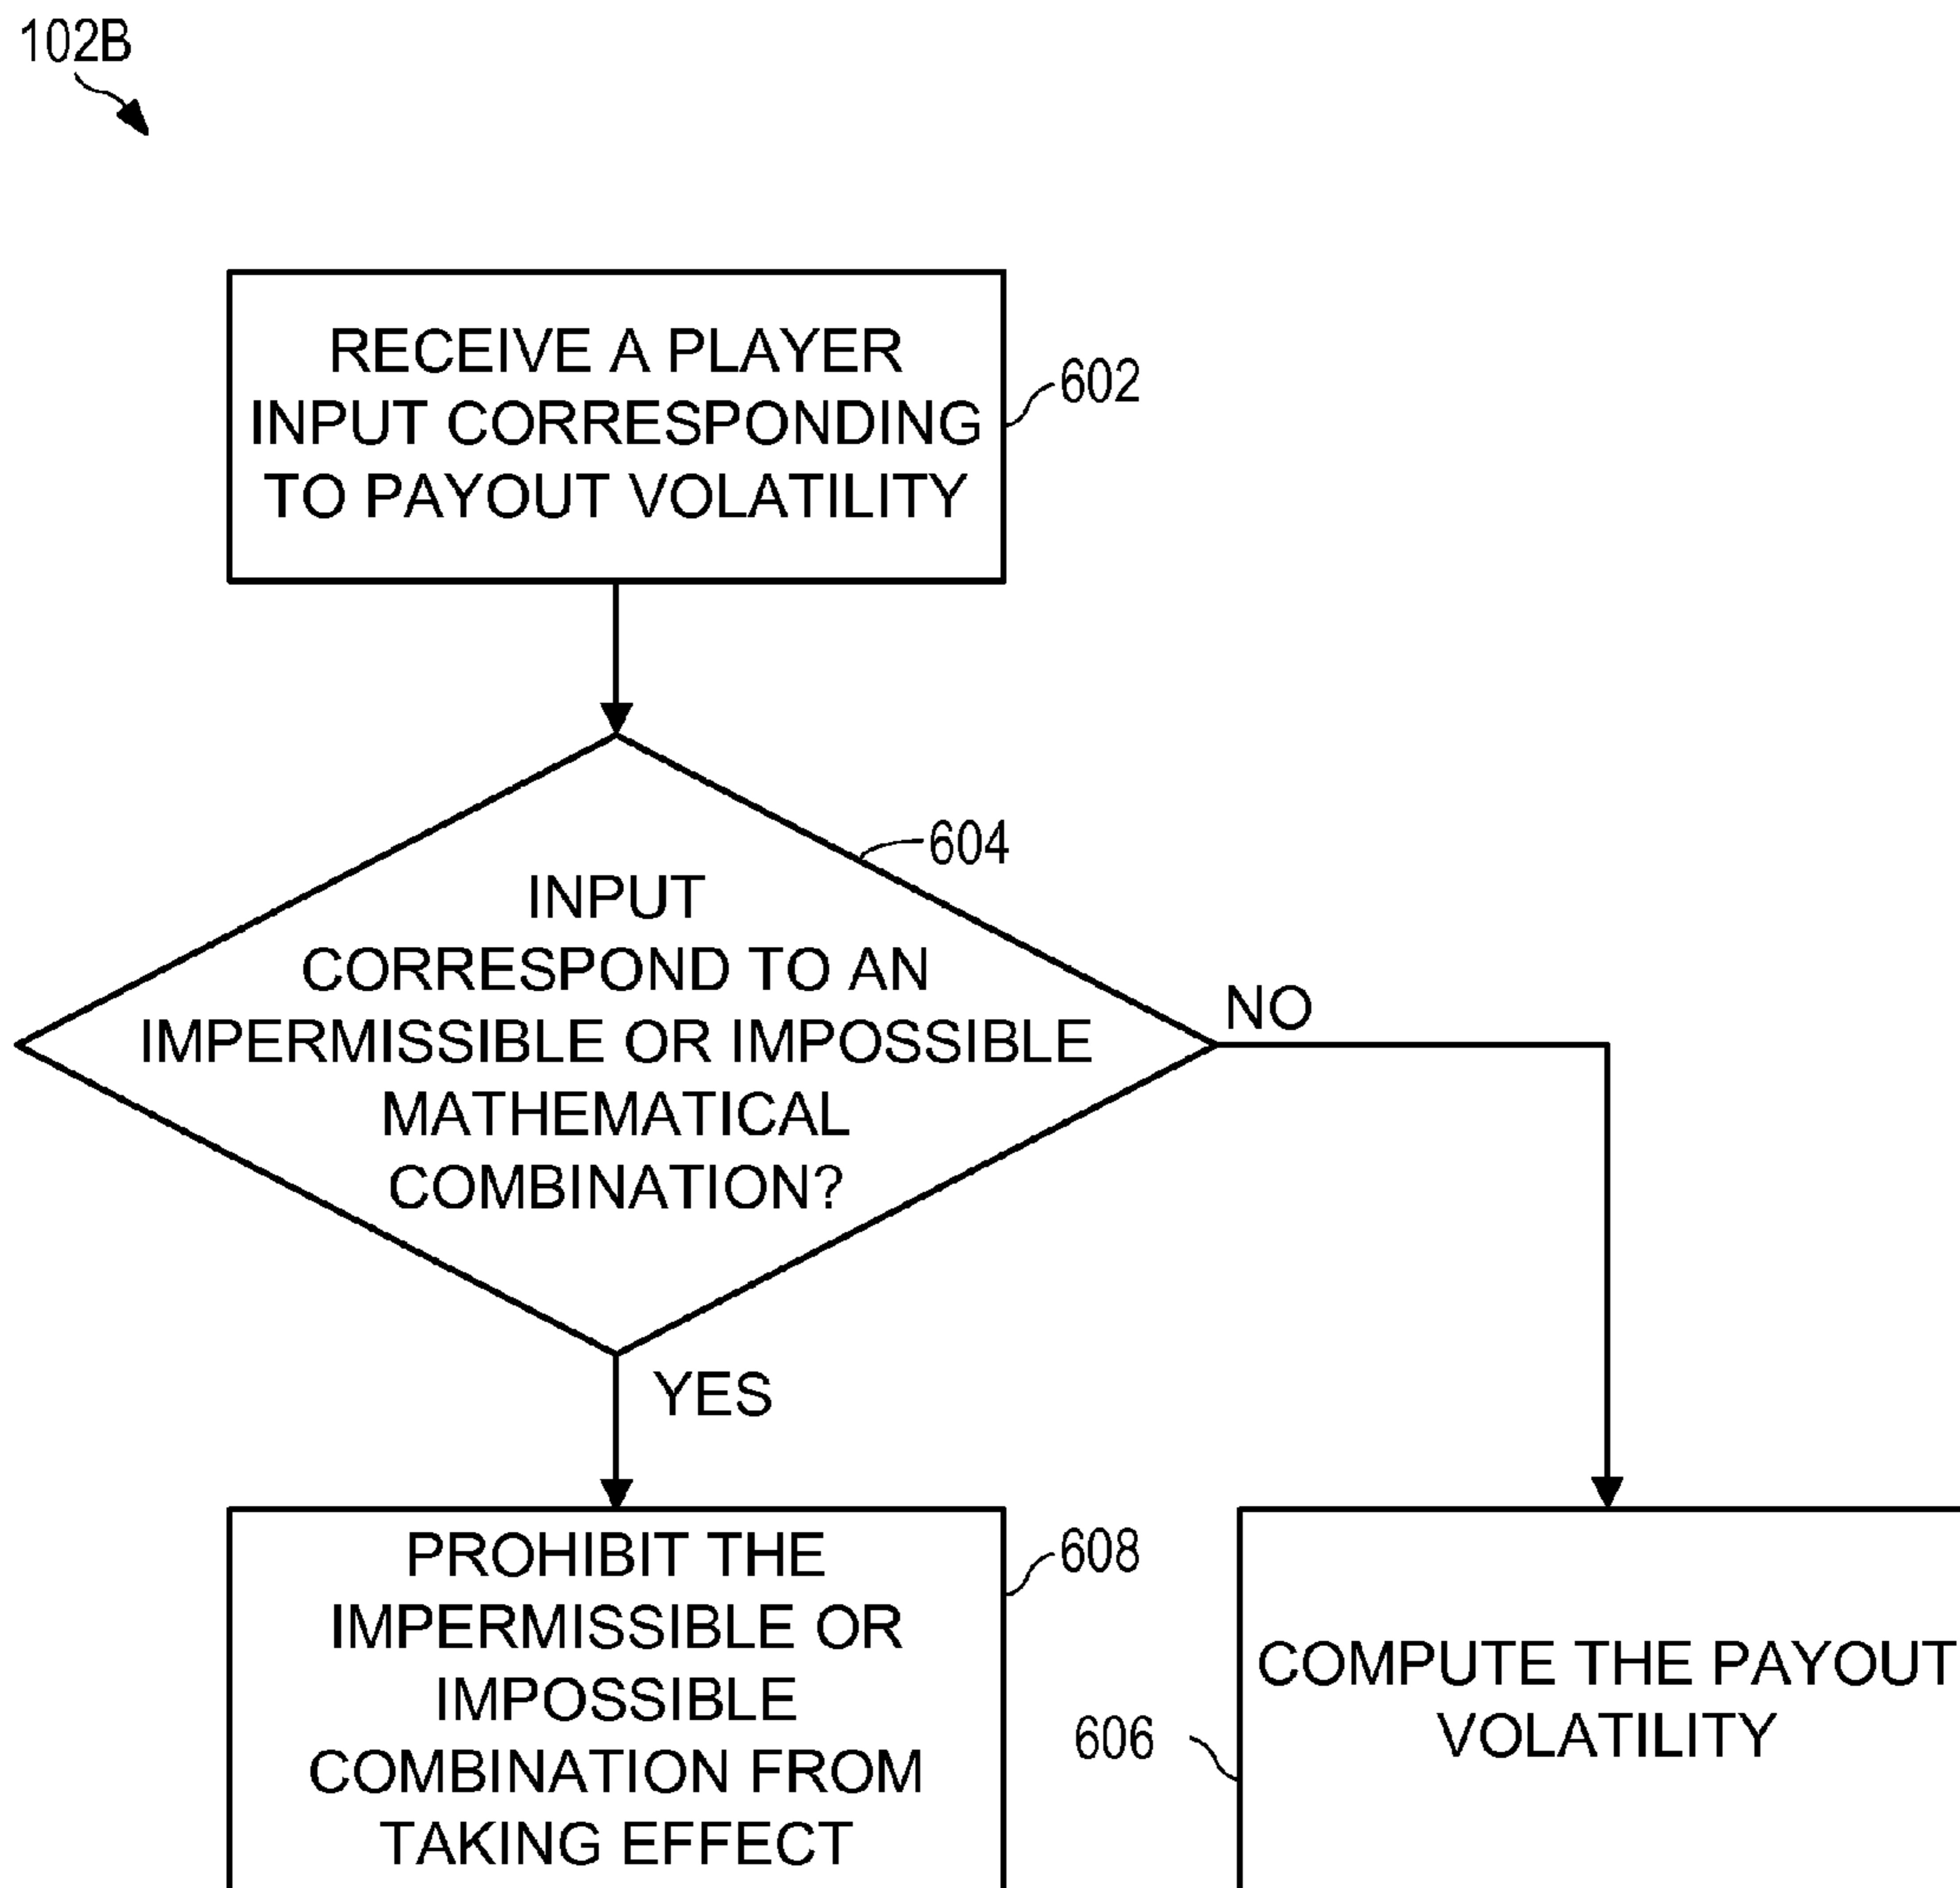 102B
RECEIVE A PLAYER
INPUT CORRESPONDING
TO PAYOUT VOLATILITY
602
604
INPUT
CORRESPOND TO AN
IMPERMISSIBLE OR IMPOSSIBLE
MATHEMATICAL
COMBINATION?
NO
YES
PROHIBIT THE
IMPERMISSIBLE OR
IMPOSSIBLE
COMBINATION FROM
TAKING EFFECT
608
606
COMPUTE THE PAYOUT
VOLATILITY